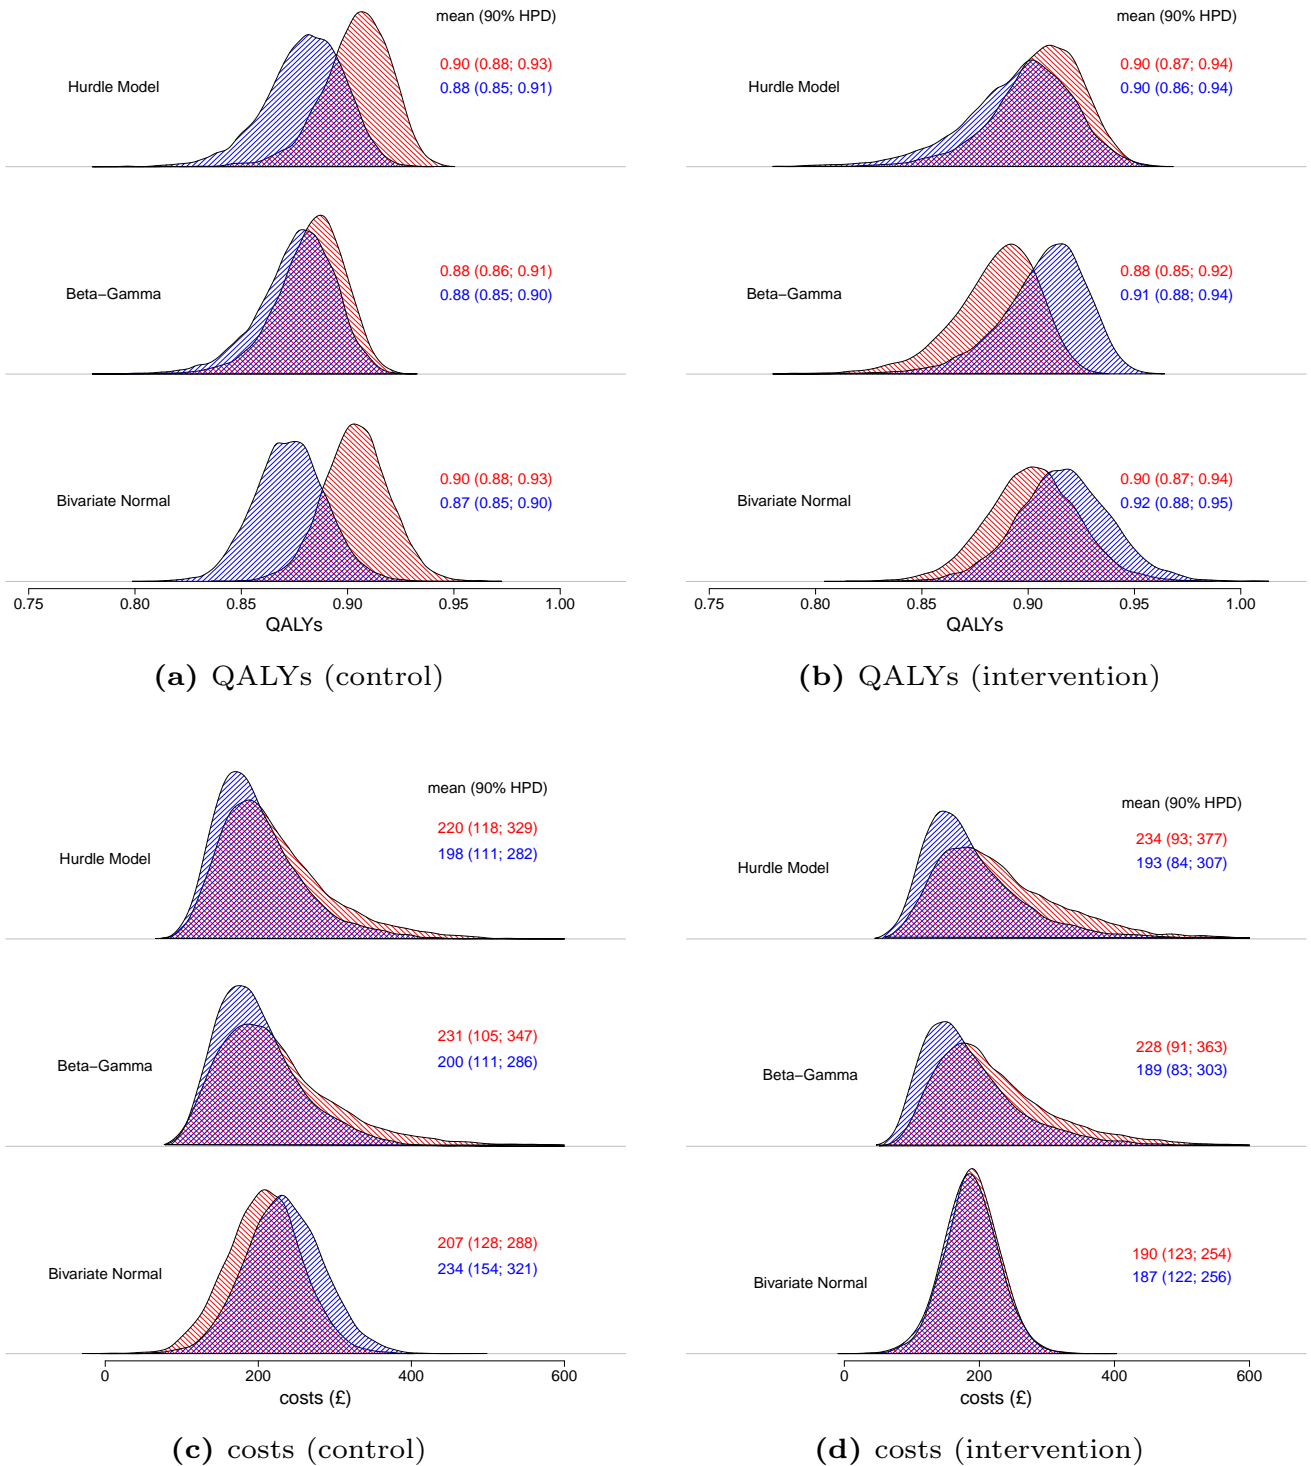 mean (90% HPD)
Hurdle Model
0.90 (0.88; 0.93)
0.88 (0.85; 0.91)
Beta−Gamma
0.88 (0.86; 0.91)
0.88 (0.85; 0.90)
Bivariate Normal
0.90 (0.88; 0.93)
0.87 (0.85; 0.90)
0.75 0.80 0.85 0.90 0.95 1.00
QALYs
(a) QALYs (control)
mean (90% HPD)
Hurdle Model
0.90 (0.87; 0.94)
0.90 (0.86; 0.94)
Beta−Gamma
0.88 (0.85; 0.92)
0.91 (0.88; 0.94)
Bivariate Normal
0.90 (0.87; 0.94)
0.92 (0.88; 0.95)
0.75 0.80 0.85 0.90 0.95 1.00
QALYs
(b) QALYs (intervention)
mean (90% HPD)
Hurdle Model
220 (118; 329)
198 (111; 282)
Beta−Gamma
231 (105; 347)
200 (111; 286)
Bivariate Normal
207 (128; 288)
234 (154; 321)
0 200 400 600
costs (£)
(c) costs (control)
mean (90% HPD)
Hurdle Model
234 (93; 377)
193 (84; 307)
Beta−Gamma
228 (91; 363)
189 (83; 303)
Bivariate Normal
190 (123; 254)
187 (122; 256)
0 200 400 600
costs (£)
(d) costs (intervention)